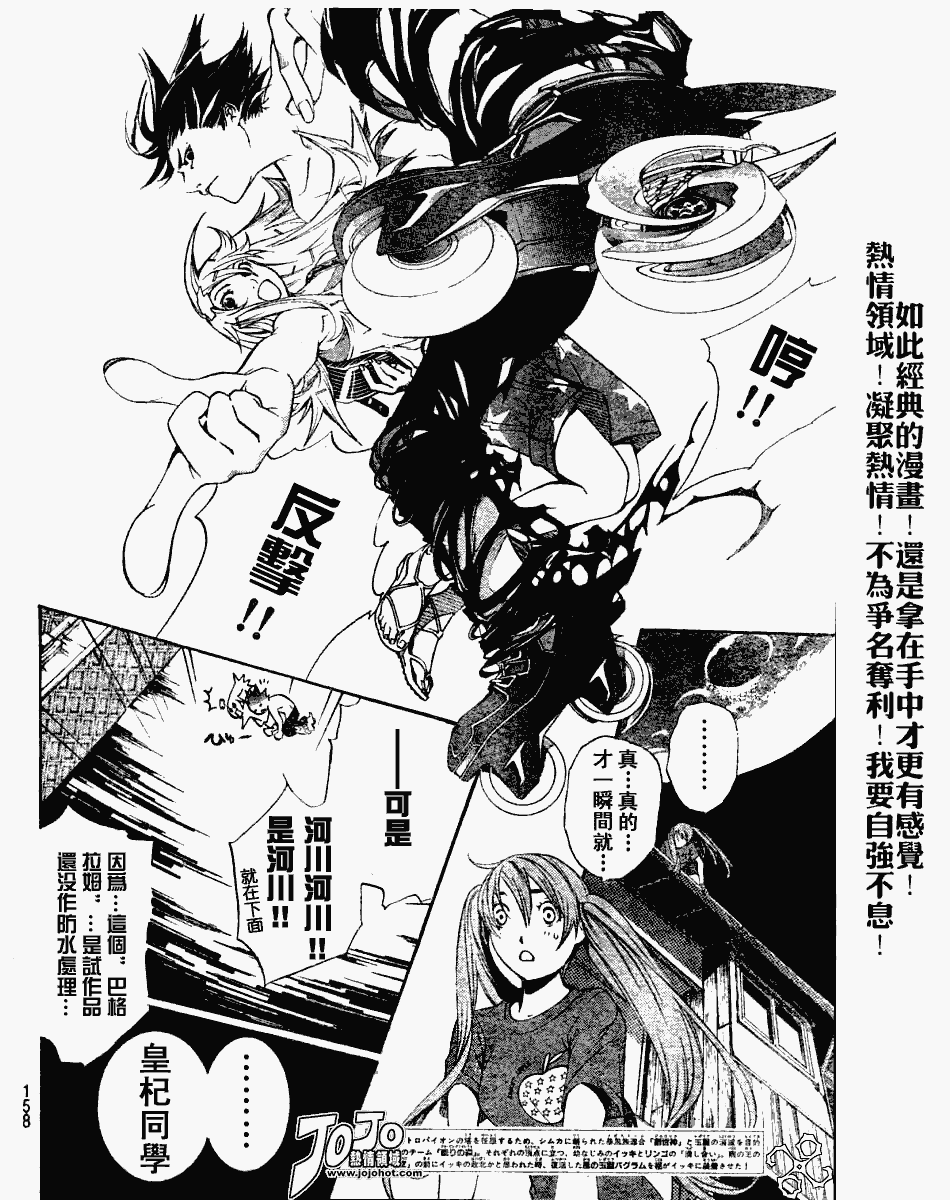 如此經典的漫畫！還是拿在手中才更有感覺！
熱情領域！凝聚熱情！不為爭名奪利！我要自強不息！
哼!!
反擊!!
……
真…真的…
才一瞬間就…
——可是
河川河川!!
是河川!!
就在下面
ひゅー
因為…這個"巴格
拉姆"…是試作品
還没作防水處理…
……
皇杞同學
158
JOJO
熱情領域
www.jojohot.com